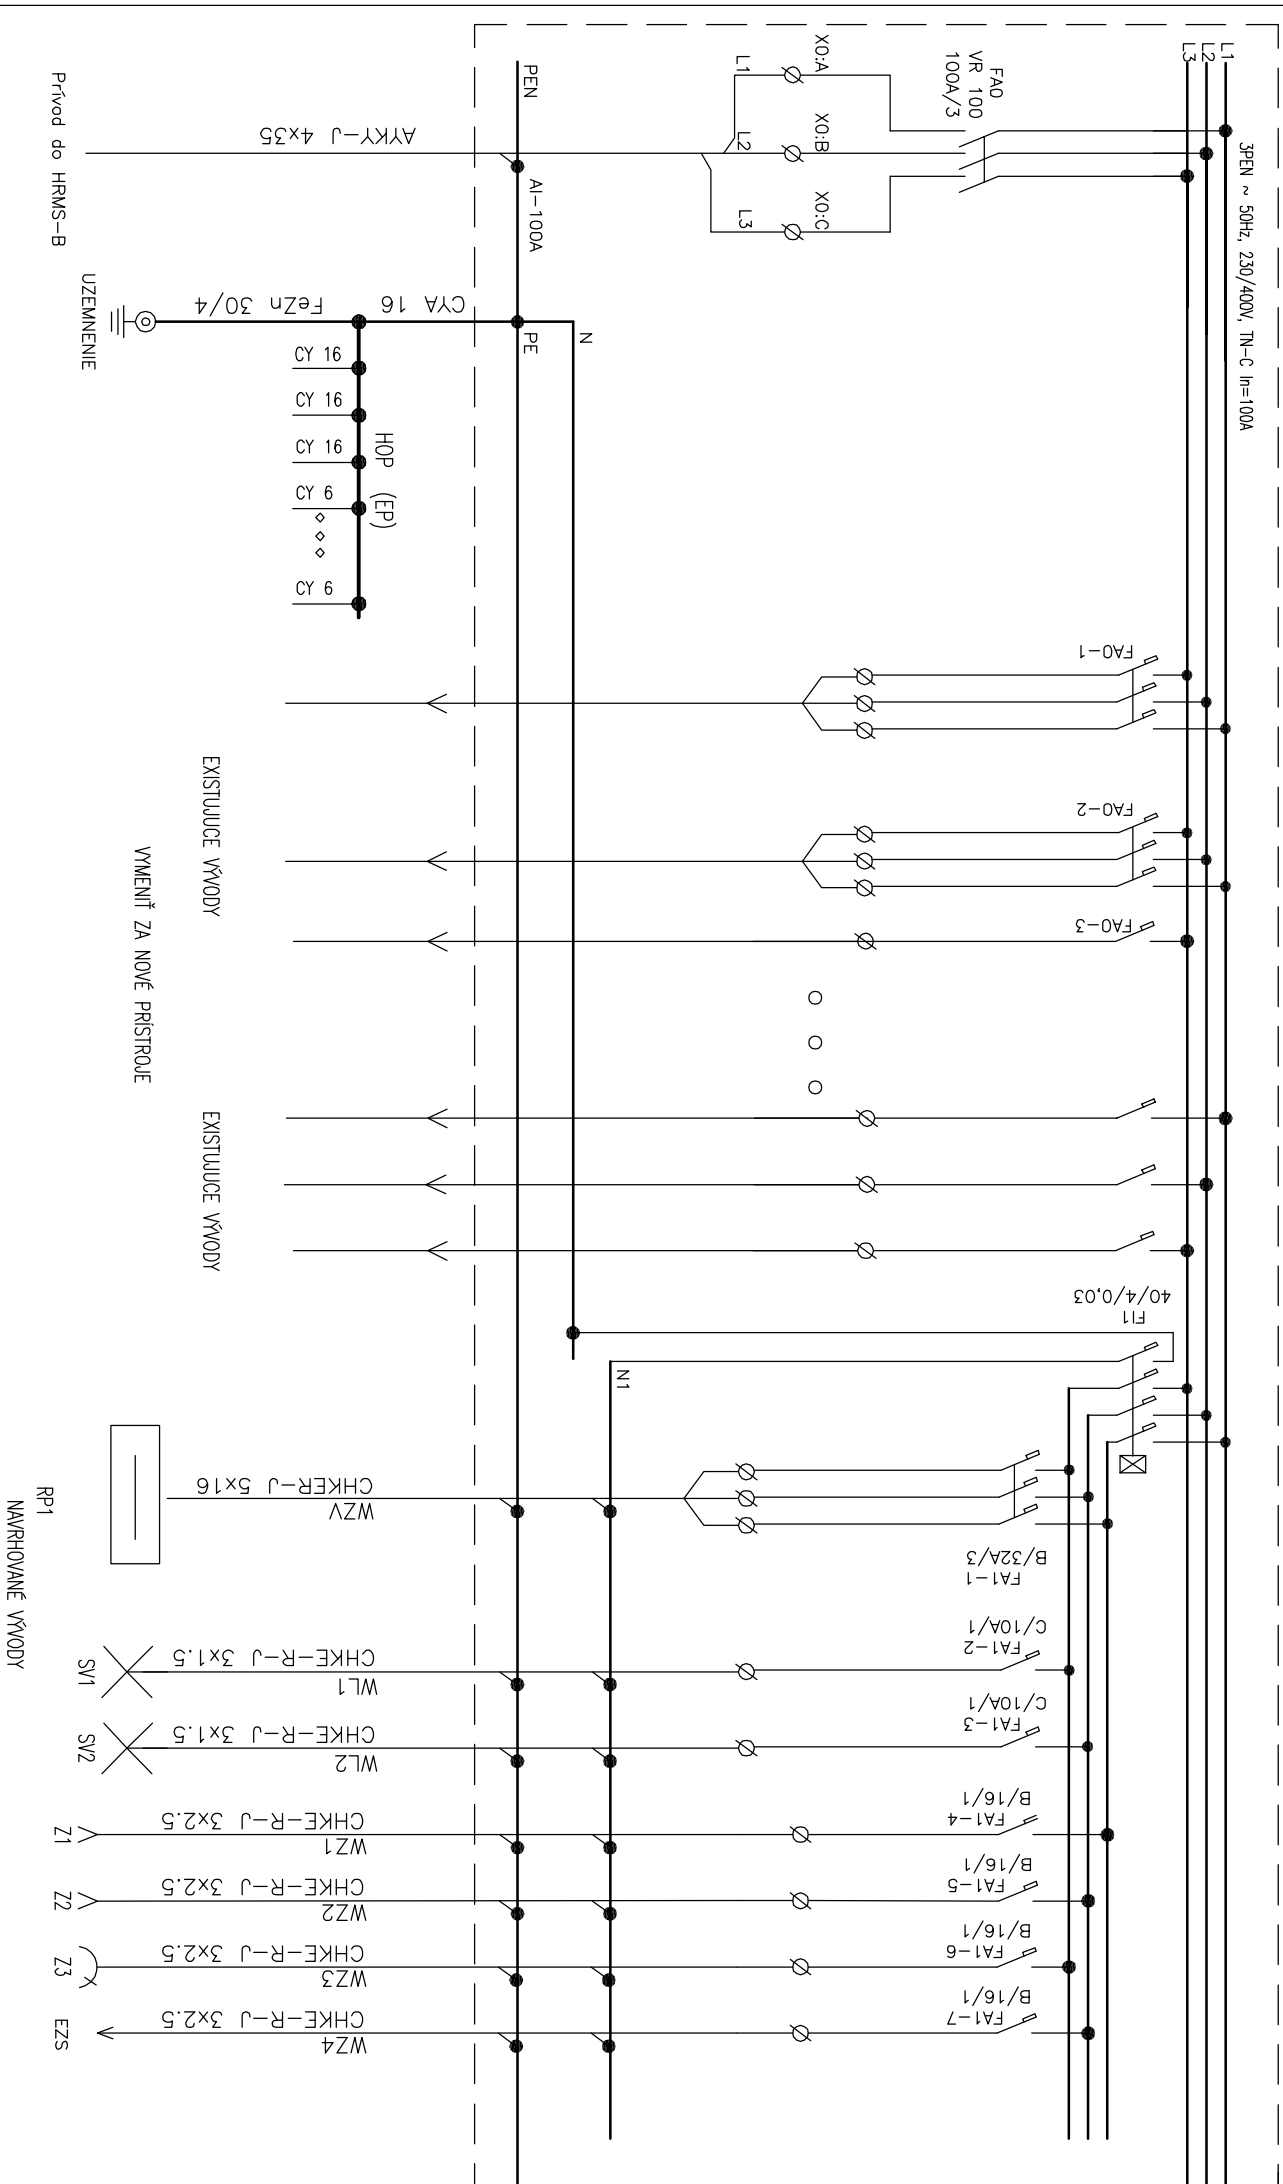 L1
L2
L3
3PEN ~ 50Hz, 230/400V, TN-C In=100A
FA0
VR 100
100A/3
X0:A
X0:B
X0:C
L1
L2
L3
PEN
AYKY-J 4x35
AI-100A
Prívod do HRMS-B
N
PE
CYA 16
FeZn 30/4
UZEMNENIE
CY 16
CY 16
CY 16
CY 6
CY 6
HOP (EP)
FA0-1
FA0-2
FA0-3
EXISTUJUCE VÝVODY
VYMENIŤ ZA NOVÉ PRÍSTROJE
EXISTUJUCE VÝVODY
FI1
40/4/0,03
N1
FA1-1
B/32A/3
WZV
CHKER-J 5x16
RP1
NAVRHOVANÉ VÝVODY
FA1-2
C/10A/1
WL1
CHKE-R-J 3x1.5
SV1
FA1-3
C/10A/1
WL2
CHKE-R-J 3x1.5
SV2
FA1-4
B/16/1
WZ1
CHKE-R-J 3x2.5
Z1
FA1-5
B/16/1
WZ2
CHKE-R-J 3x2.5
Z2
FA1-6
B/16/1
WZ3
CHKE-R-J 3x2.5
Z3
FA1-7
B/16/1
WZ4
CHKE-R-J 3x2.5
EZS